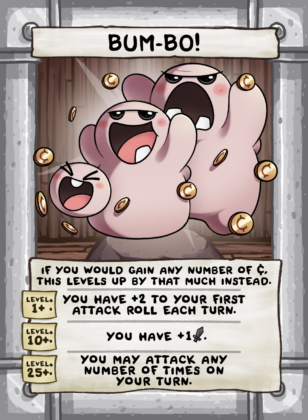 BUM-BO!
IF YOU WOULD GAIN ANY NUMBER OF ¢,
THIS LEVELS UP BY THAT MUCH INSTEAD.
LEVEL 1+. YOU HAVE +2 TO YOUR FIRST
ATTACK ROLL EACH TURN.
LEVEL 10+. YOU HAVE +1.
LEVEL 25+. YOU MAY ATTACK ANY
NUMBER OF TIMES ON
YOUR TURN.